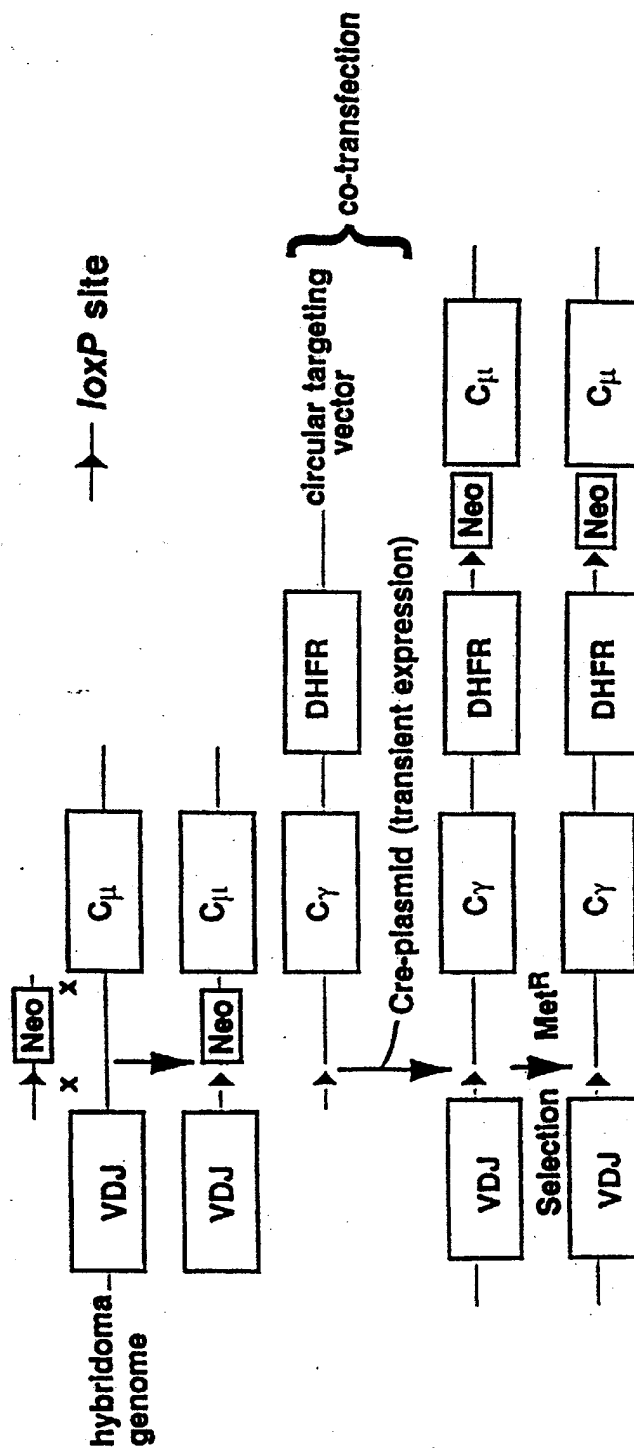 loxP site
Neo
x x
hybridoma
genome
VDJ
Cμ
VDJ
Neo
Cμ
Cγ
DHFR
circular targeting
vector
co-transfection
Cre-plasmid (transient expression)
VDJ
Cγ
DHFR
Neo
Cμ
Selection MetR
VDJ
Cγ
DHFR
Neo
Cμ